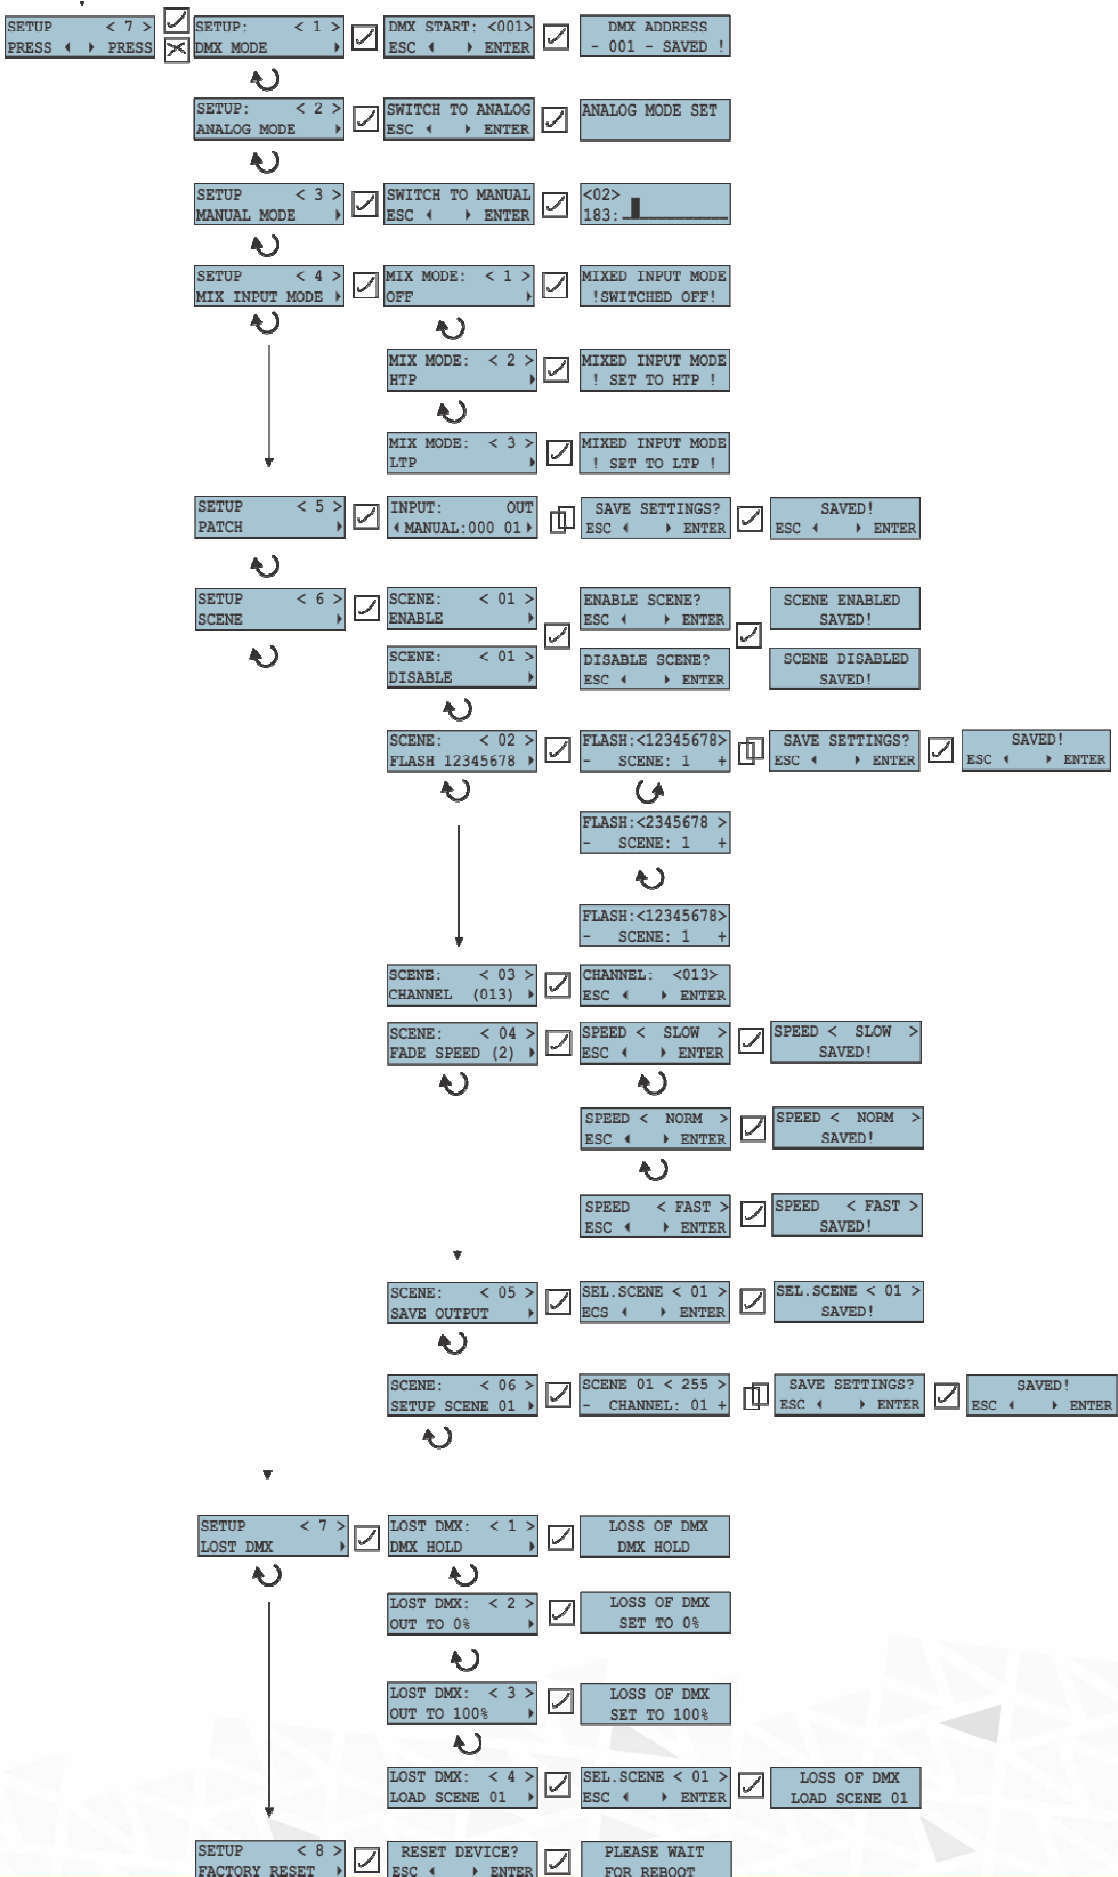 SETUP < 7 >
PRESS PRESS
SETUP: < 1 >
DMX MODE
DMX START: <001>
ESC ENTER
DMX ADDRESS
- 001 - SAVED !
SETUP: < 2 >
ANALOG MODE
SWITCH TO ANALOG
ESC ENTER
ANALOG MODE SET
SETUP < 3 >
MANUAL MODE
SWITCH TO MANUAL
ESC ENTER
<02>
183:
SETUP < 4 >
MIX INPUT MODE
MIX MODE: < 1 >
OFF
MIXED INPUT MODE
!SWITCHED OFF!
MIX MODE: < 2 >
HTP
MIXED INPUT MODE
! SET TO HTP !
MIX MODE: < 3 >
LTP
MIXED INPUT MODE
! SET TO LTP !
SETUP < 5 >
PATCH
INPUT: OUT
MANUAL:000 01
SAVE SETTINGS?
ESC ENTER
SAVED!
ESC ENTER
SETUP < 6 >
SCENE
SCENE: < 01 >
ENABLE
ENABLE SCENE?
ESC ENTER
SCENE ENABLED
SAVED!
SCENE: < 01 >
DISABLE
DISABLE SCENE?
ESC ENTER
SCENE DISABLED
SAVED!
SCENE: < 02 >
FLASH 12345678
FLASH:<12345678>
- SCENE: 1 +
SAVE SETTINGS?
ESC ENTER
SAVED!
ESC ENTER
FLASH:<2345678 >
- SCENE: 1 +
FLASH:<12345678>
- SCENE: 1 +
SCENE: < 03 >
CHANNEL (013)
CHANNEL: <013>
ESC ENTER
SCENE: < 04 >
FADE SPEED (2)
SPEED < SLOW >
ESC ENTER
SPEED < SLOW >
SAVED!
SPEED < NORM >
ESC ENTER
SPEED < NORM >
SAVED!
SPEED < FAST >
ESC ENTER
SPEED < FAST >
SAVED!
SCENE: < 05 >
SAVE OUTPUT
SEL.SCENE < 01 >
ECS ENTER
SEL.SCENE < 01 >
SAVED!
SCENE: < 06 >
SETUP SCENE 01
SCENE 01 < 255 >
- CHANNEL: 01 +
SAVE SETTINGS?
ESC ENTER
SAVED!
ESC ENTER
SETUP < 7 >
LOST DMX
LOST DMX: < 1 >
DMX HOLD
LOSS OF DMX
DMX HOLD
LOST DMX: < 2 >
OUT TO 0%
LOSS OF DMX
SET TO 0%
LOST DMX: < 3 >
OUT TO 100%
LOSS OF DMX
SET TO 100%
LOST DMX: < 4 >
LOAD SCENE 01
SEL.SCENE < 01 >
ESC ENTER
LOSS OF DMX
LOAD SCENE 01
SETUP < 8 >
FACTORY RESET
RESET DEVICE?
ESC ENTER
PLEASE WAIT
FOR REBOOT